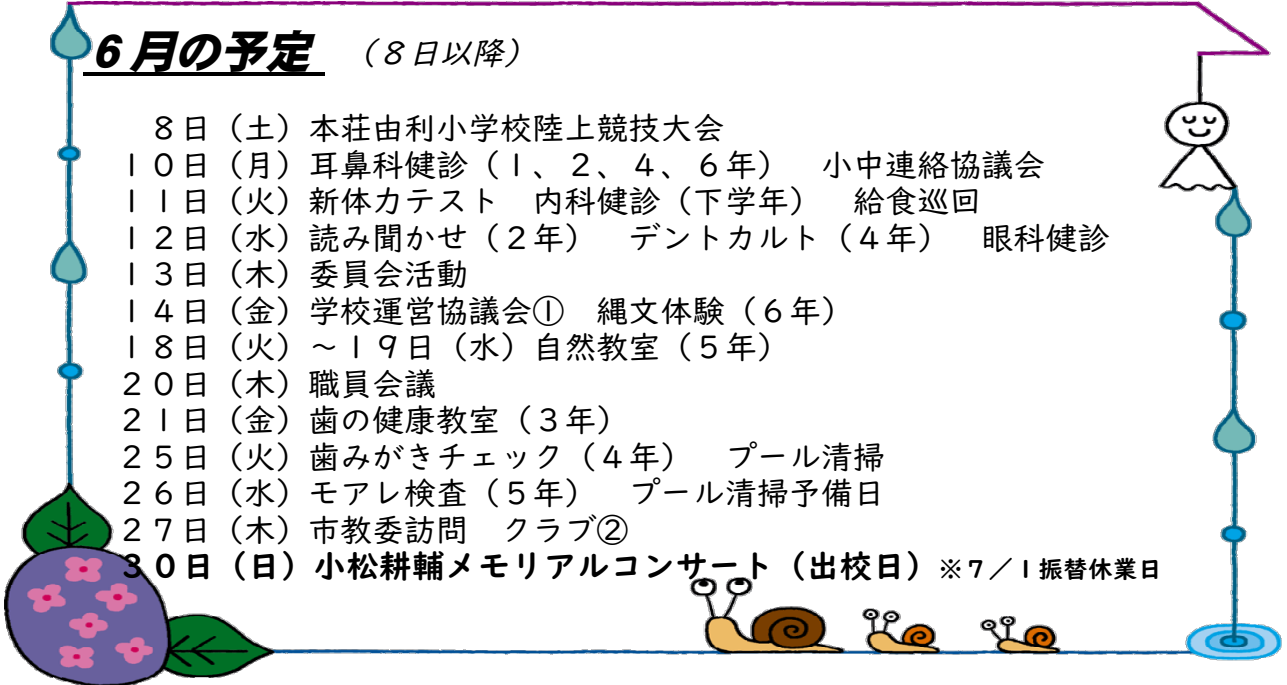 6月の予定 (8日以降)
8日(土)本荘由利小学校陸上競技大会
10日(月)耳鼻科健診(1、2、4、6年) 小中連絡協議会
11日(火)新体力テスト 内科健診(下学年) 給食巡回
12日(水)読み聞かせ(2年) デントカルト(4年) 眼科健診
13日(木)委員会活動
14日(金)学校運営協議会① 縄文体験(6年)
18日(火)~19日(水)自然教室(5年)
20日(木)職員会議
21日(金)歯の健康教室(3年)
25日(火)歯みがきチェック(4年) プール清掃
26日(水)モアレ検査(5年) プール清掃予備日
27日(木)市教委訪問 クラブ②
30日(日)小松耕輔メモリアルコンサート(出校日)※7/1振替休業日